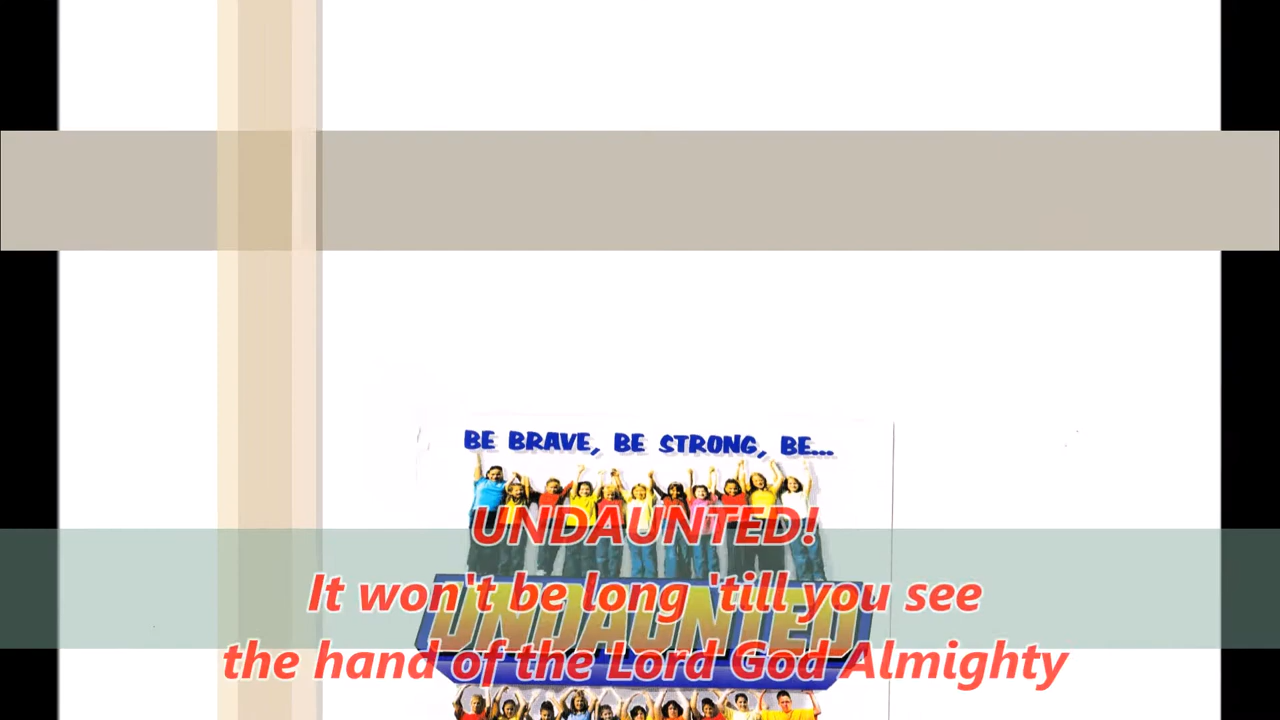 BE BRAVE, BE STRONG, BE...
UNDAUNTED!
It won't be long 'till you see
UNDAUNTED
the hand of the Lord God Almighty